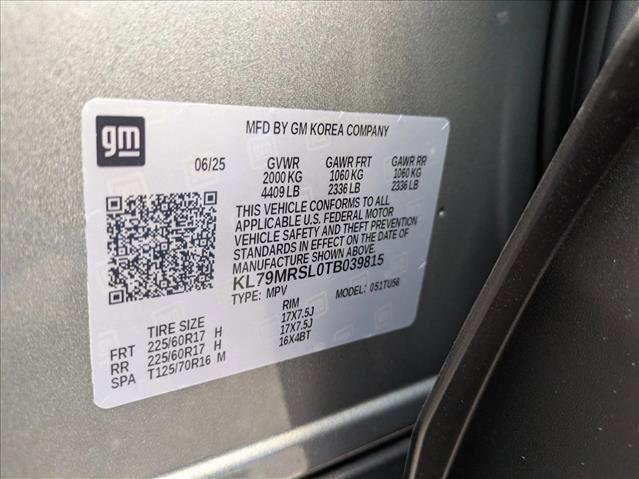 gm
MFD BY GM KOREA COMPANY
06/25 GVWR GAWR FRT GAWR RR
2000 KG 1060 KG 1060 KG
4409 LB 2336 LB 2336 LB
THIS VEHICLE CONFORMS TO ALL
APPLICABLE U.S. FEDERAL MOTOR
VEHICLE SAFETY AND THEFT PREVENTION
STANDARDS IN EFFECT ON THE DATE OF
MANUFACTURE SHOWN ABOVE.
KL79MRSL0TB039815
TYPE: MPV MODEL: 051TU56
TIRE SIZE RIM
FRT 225/60R17 H 17X7.5J
RR 225/60R17 H 17X7.5J
SPA T125/70R16 M 16X4BT